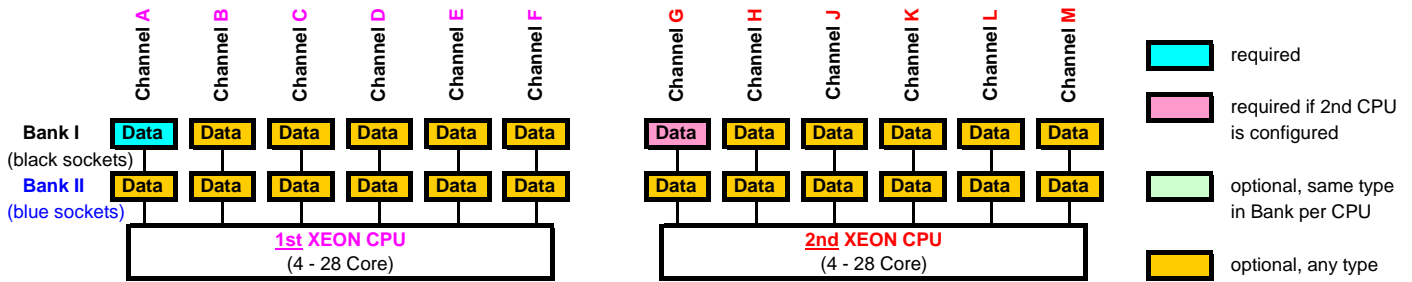 Channel A
Channel B
Channel C
Channel D
Channel E
Channel F
Channel G
Channel H
Channel J
Channel K
Channel L
Channel M
Bank I
(black sockets)
Data Data Data Data Data Data Data Data Data Data Data Data
Bank II
(blue sockets)
Data Data Data Data Data Data Data Data Data Data Data Data
1st XEON CPU
(4 - 28 Core)
2nd XEON CPU
(4 - 28 Core)
required
required if 2nd CPU
is configured
optional, same type
in Bank per CPU
optional, any type